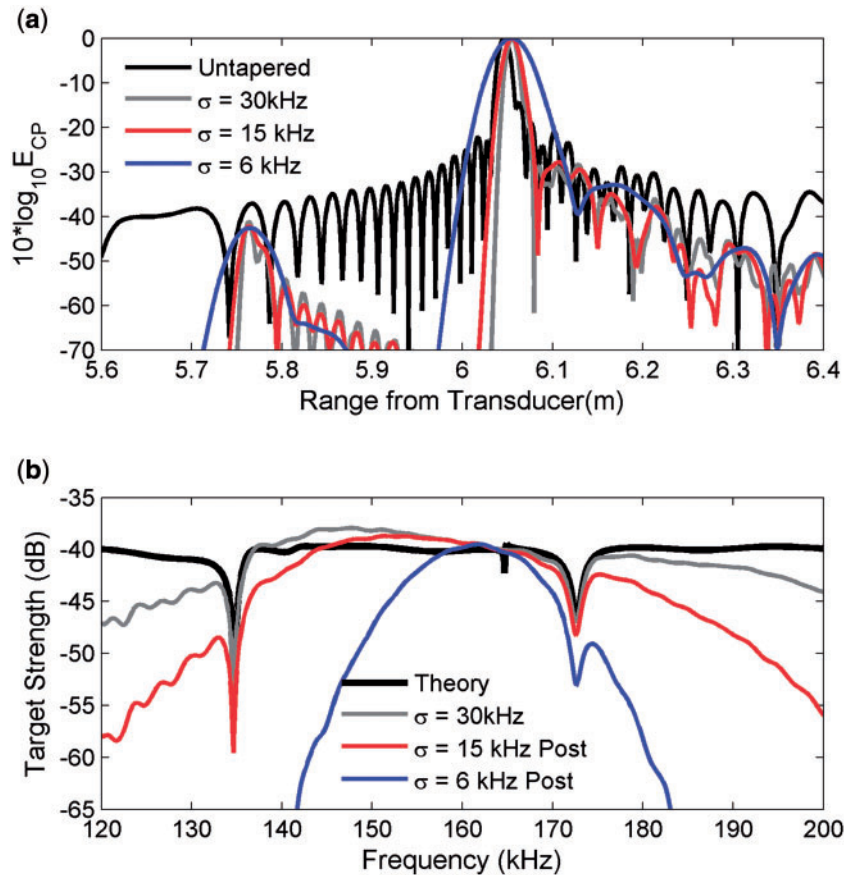 (a)
0
-10
-20
-30
-40
-50
-60
-70
10*log10ECP
Untapered
σ = 30kHz
σ = 15 kHz
σ = 6 kHz
5.6 5.7 5.8 5.9 6 6.1 6.2 6.3 6.4
Range from Transducer(m)
(b)
-35
-40
-45
-50
-55
-60
-65
Target Strength (dB)
Theory
σ = 30kHz
σ = 15 kHz Post
σ = 6 kHz Post
120 130 140 150 160 170 180 190 200
Frequency (kHz)